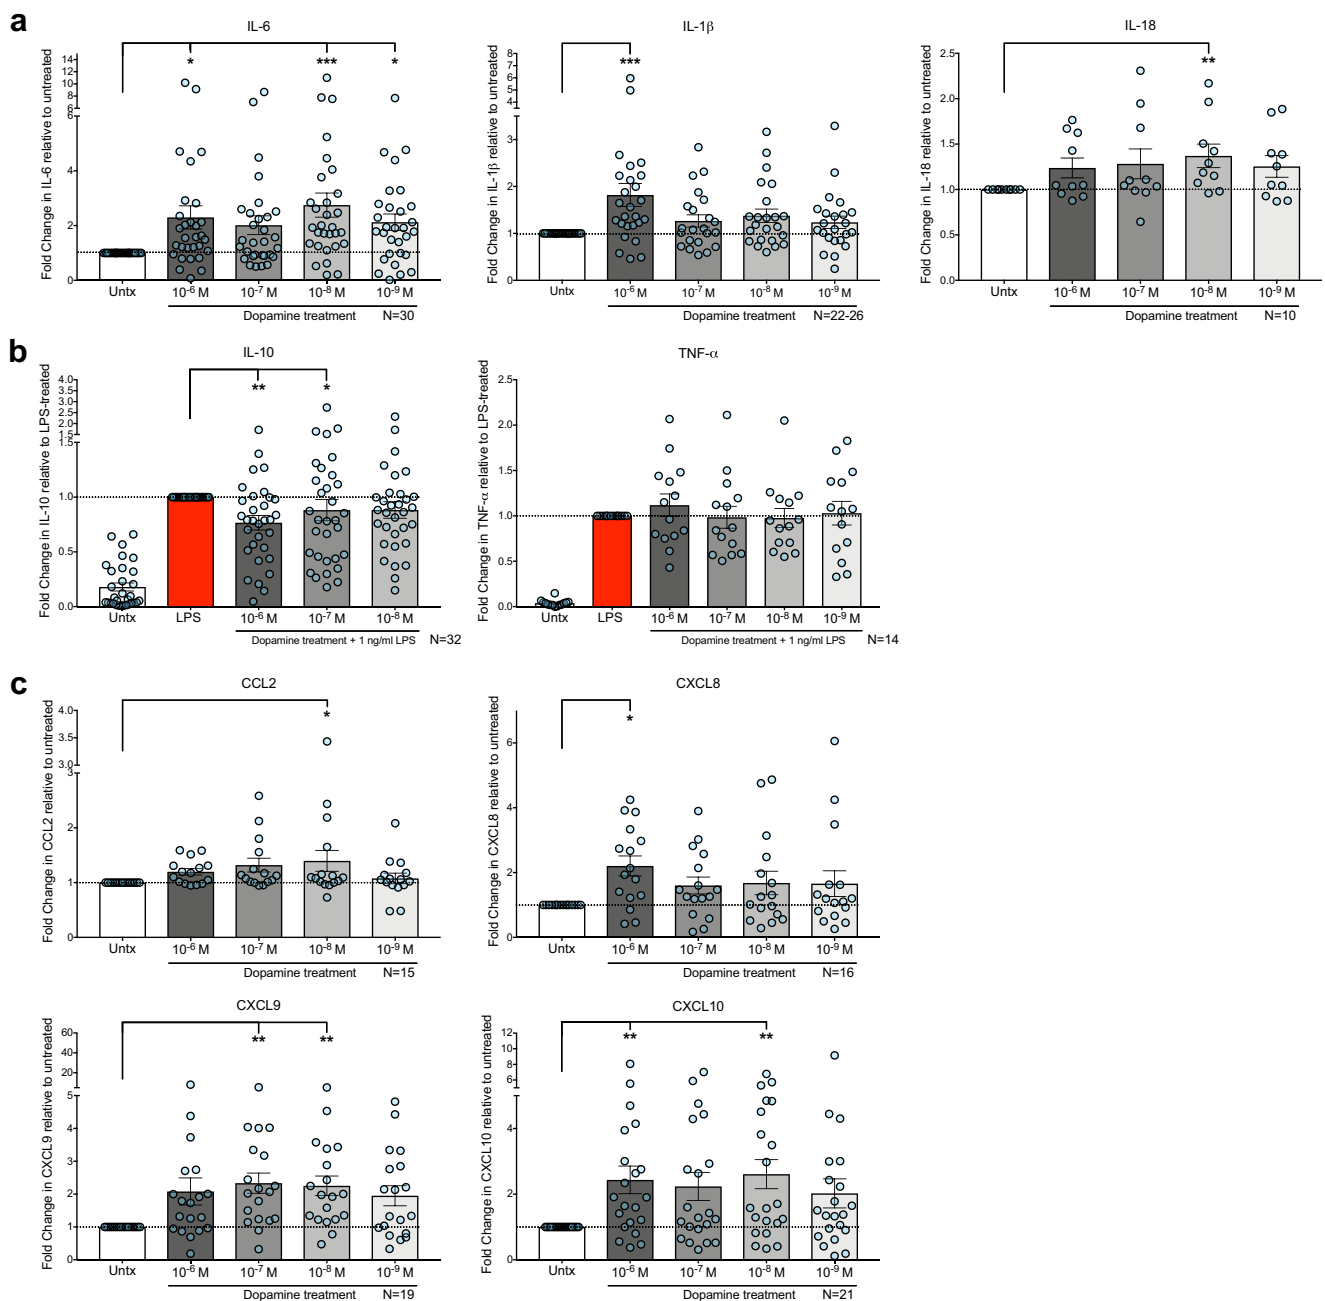 a
IL-6
Fold Change in IL-6 relative to untreated
14
12
10
8
6
6
4
2
0
* *** *
Untx 10⁻⁶ M 10⁻⁷ M 10⁻⁸ M 10⁻⁹ M
Dopamine treatment N=30
IL-1β
Fold Change in IL-1β relative to untreated
8
7
6
5
4
3
2
1
0
***
Untx 10⁻⁶ M 10⁻⁷ M 10⁻⁸ M 10⁻⁹ M
Dopamine treatment N=22-26
IL-18
Fold Change in IL-18 relative to untreated
2.5
2.0
1.5
1.0
0.5
0.0
**
Untx 10⁻⁶ M 10⁻⁷ M 10⁻⁸ M 10⁻⁹ M
Dopamine treatment N=10
b
IL-10
Fold Change in IL-10 relative to LPS-treated
4.0
3.5
3.0
2.5
2.0
1.5
1.5
1.0
0.5
0.0
** *
Untx LPS 10⁻⁶ M 10⁻⁷ M 10⁻⁸ M
Dopamine treatment + 1 ng/ml LPS N=32
TNF-α
Fold Change in TNF-α relative to LPS-treated
2.5
2.0
1.5
1.0
0.5
0.0
Untx LPS 10⁻⁶ M 10⁻⁷ M 10⁻⁸ M 10⁻⁹ M
Dopamine treatment + 1 ng/ml LPS N=14
c
CCL2
Fold Change in CCL2 relative to untreated
4.0
3.5
3.0
3
2
1
0
*
Untx 10⁻⁶ M 10⁻⁷ M 10⁻⁸ M 10⁻⁹ M
Dopamine treatment N=15
CXCL8
Fold Change in CXCL8 relative to untreated
6
4
2
0
*
Untx 10⁻⁶ M 10⁻⁷ M 10⁻⁸ M 10⁻⁹ M
Dopamine treatment N=16
CXCL9
Fold Change in CXCL9 relative to untreated
60
40
20
5
4
3
2
1
0
** **
Untx 10⁻⁶ M 10⁻⁷ M 10⁻⁸ M 10⁻⁹ M
Dopamine treatment N=19
CXCL10
Fold Change in CXCL10 relative to untreated
12
10
8
6
4
2
0
** **
Untx 10⁻⁶ M 10⁻⁷ M 10⁻⁸ M 10⁻⁹ M
Dopamine treatment N=21